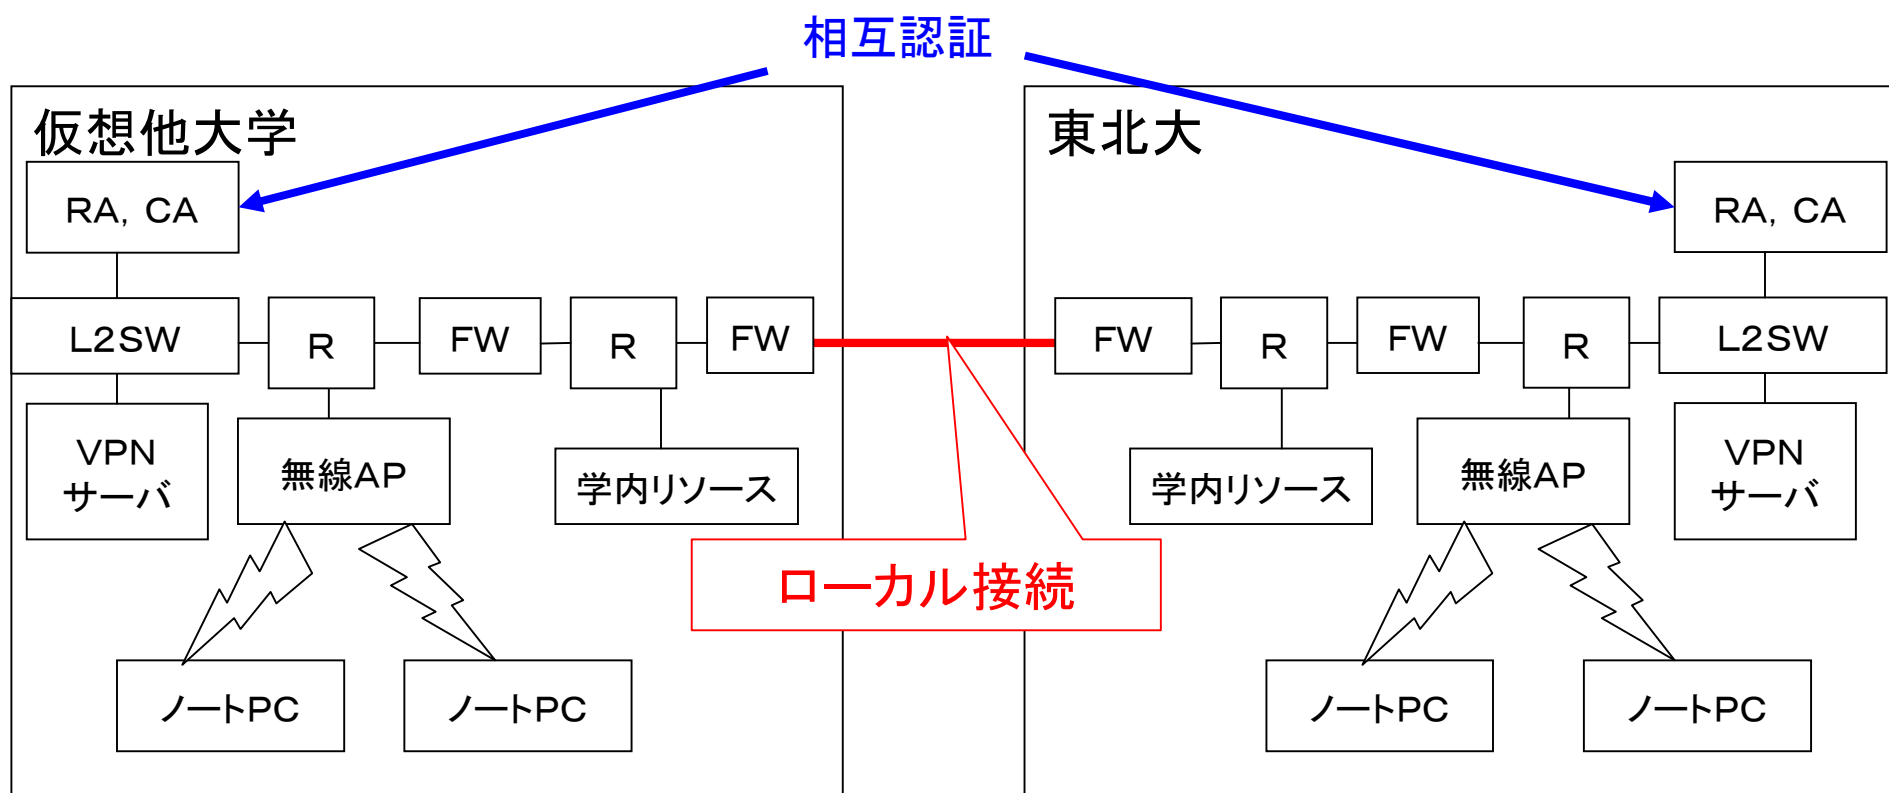 相互認証
仮想他大学
東北大
RA, CA
RA, CA
L2SW
R
FW
R
FW
FW
R
FW
R
L2SW
VPN
サーバ
無線AP
学内リソース
学内リソース
無線AP
VPN
サーバ
ローカル接続
ノートPC
ノートPC
ノートPC
ノートPC